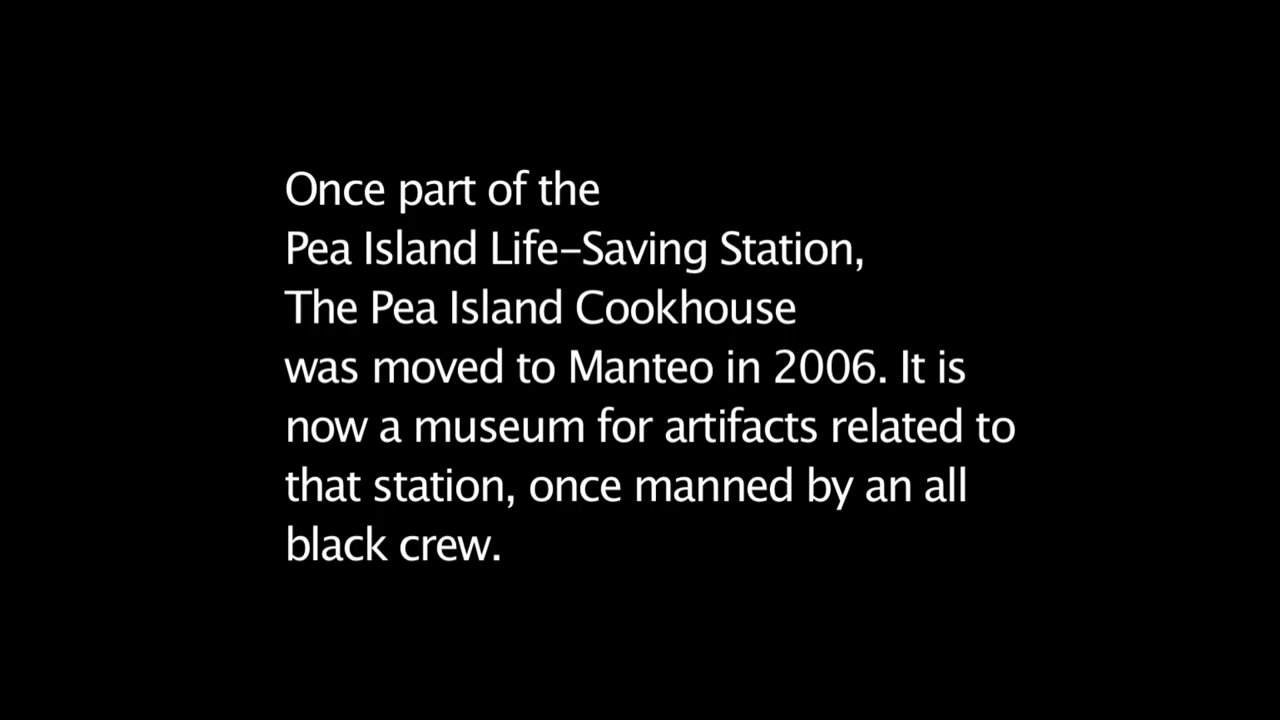 Once part of the
Pea Island Life–Saving Station,
The Pea Island Cookhouse
was moved to Manteo in 2006. It is
now a museum for artifacts related to
that station, once manned by an all
black crew.